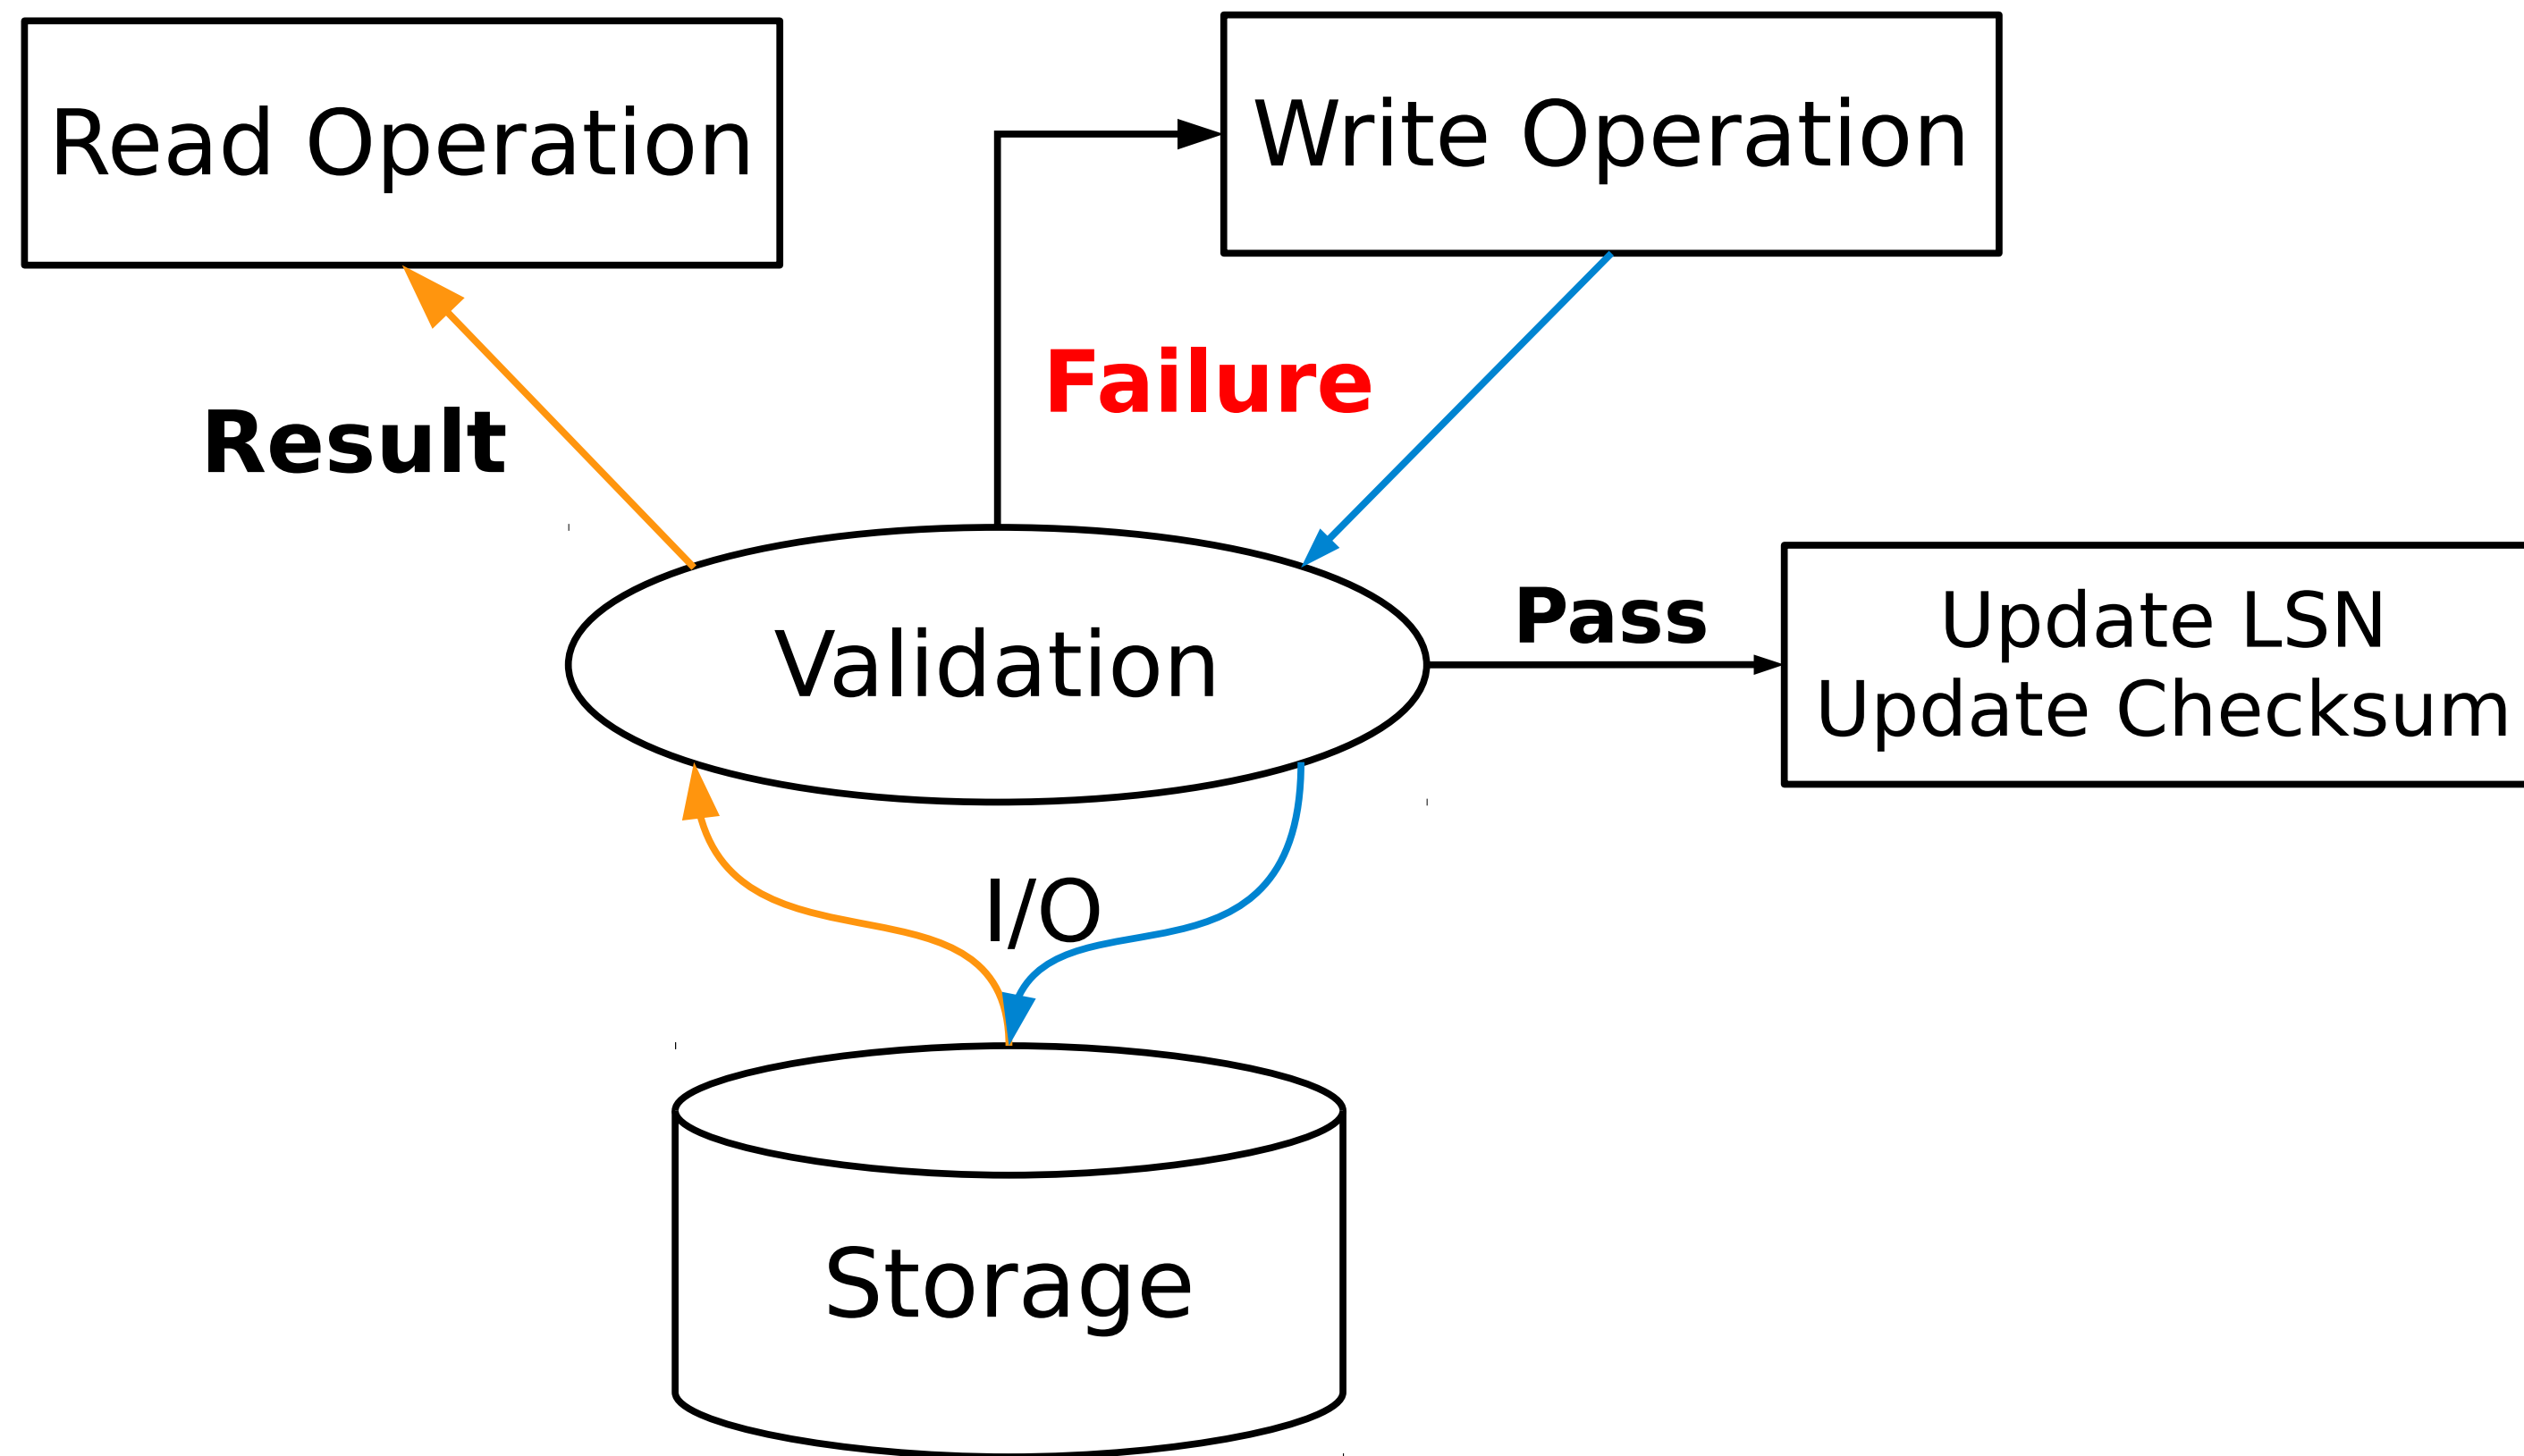 Read Operation
Write Operation
Failure
Result
Pass
Update LSN
Update Checksum
Validation
I/O
Storage